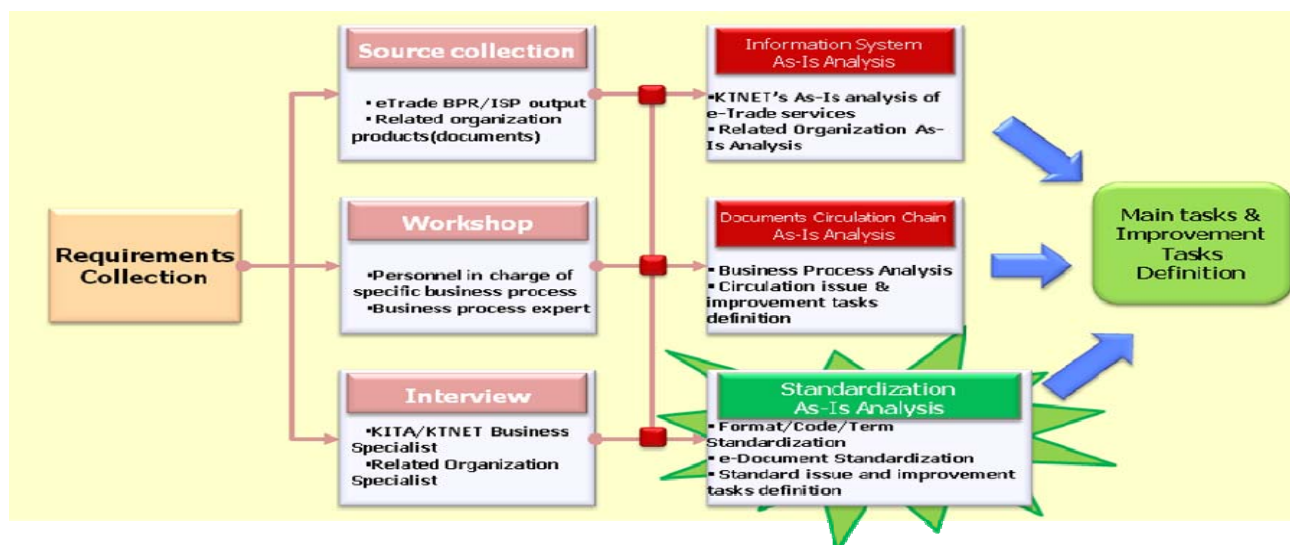 Requirements
Collection
Source collection
▪eTrade BPR/ISP output
▪Related organization
products(documents)
Workshop
▪Personnel in charge of
specific business process
▪Business process expert
Interview
▪KITA/KTNET Business
Specialist
▪Related Organization
Specialist
Information System
As-Is Analysis
▪KTNET's As-Is analysis of
e-Trade services
▪Related Organization As-
Is Analysis
Documents Circulation Chain
As-Is Analysis
▪Business Process Analysis
▪Circulation issue &
improvement tasks
definition
Standardization
As-Is Analysis
▪Format/Code/Term
Standardization
▪e-Document Standardization
▪Standard issue and improvement
tasks definition
Main tasks &
Improvement
Tasks
Definition